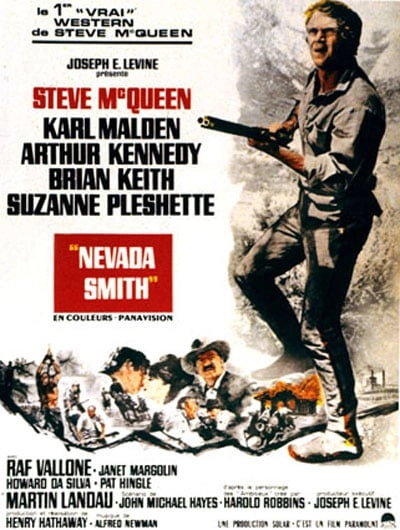 le 1er "VRAI"
WESTERN
de STEVE McQUEEN
JOSEPH E. LEVINE
présente
STEVE McQUEEN
KARL MALDEN
ARTHUR KENNEDY
BRIAN KEITH
SUZANNE PLESHETTE
"NEVADA
SMITH"
EN COULEURS - PANAVISION
avec
RAF VALLONE - JANET MARGOLIN
HOWARD DA SILVA - PAT HINGLE
MARTIN LANDAU
Scénario de
JOHN MICHAEL HAYES
d'après le personnage
des "Ambitieux" créé par
HAROLD ROBBINS
producteur exécutif
JOSEPH E. LEVINE
production et réalisation de
HENRY HATHAWAY
musique de
ALFRED NEWMAN
UNE PRODUCTION SOLAR - C'EST UN FILM PARAMOUNT